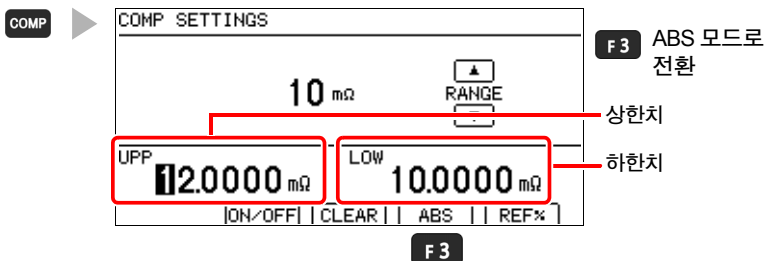 COMP
COMP SETTINGS
F3 ABS 모드로
전환
10 mΩ
▲
RANGE
▽
상한치
UPP
12.0000 mΩ
LOW
10.0000 mΩ
하한치
|ON/OFF| |CLEAR| | ABS | | REF% |
F3